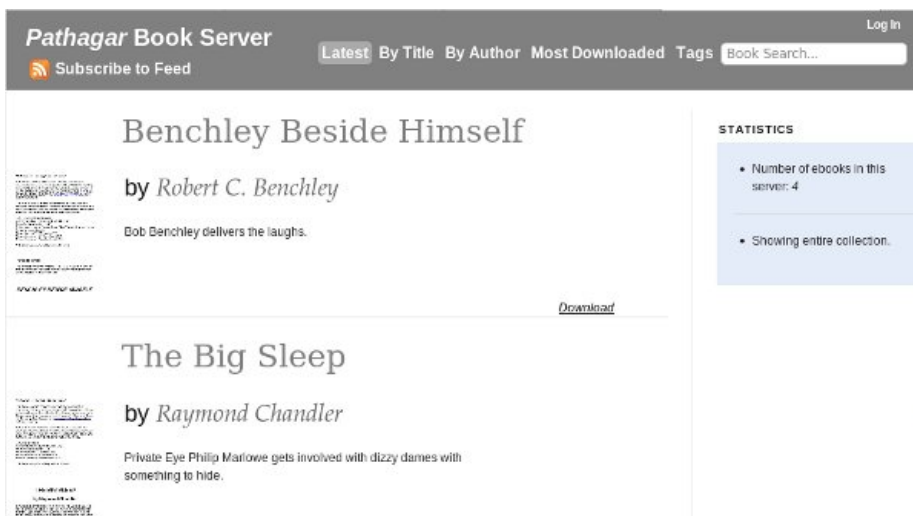 Log In
Pathagar Book Server
Subscribe to Feed
Latest By Title By Author Most Downloaded Tags Book Search...
Benchley Beside Himself
by Robert C. Benchley
Bob Benchley delivers the laughs.
Download
The Big Sleep
by Raymond Chandler
Private Eye Philip Marlowe gets involved with dizzy dames with
something to hide.
STATISTICS
Number of ebooks in this
server: 4
Showing entire collection.